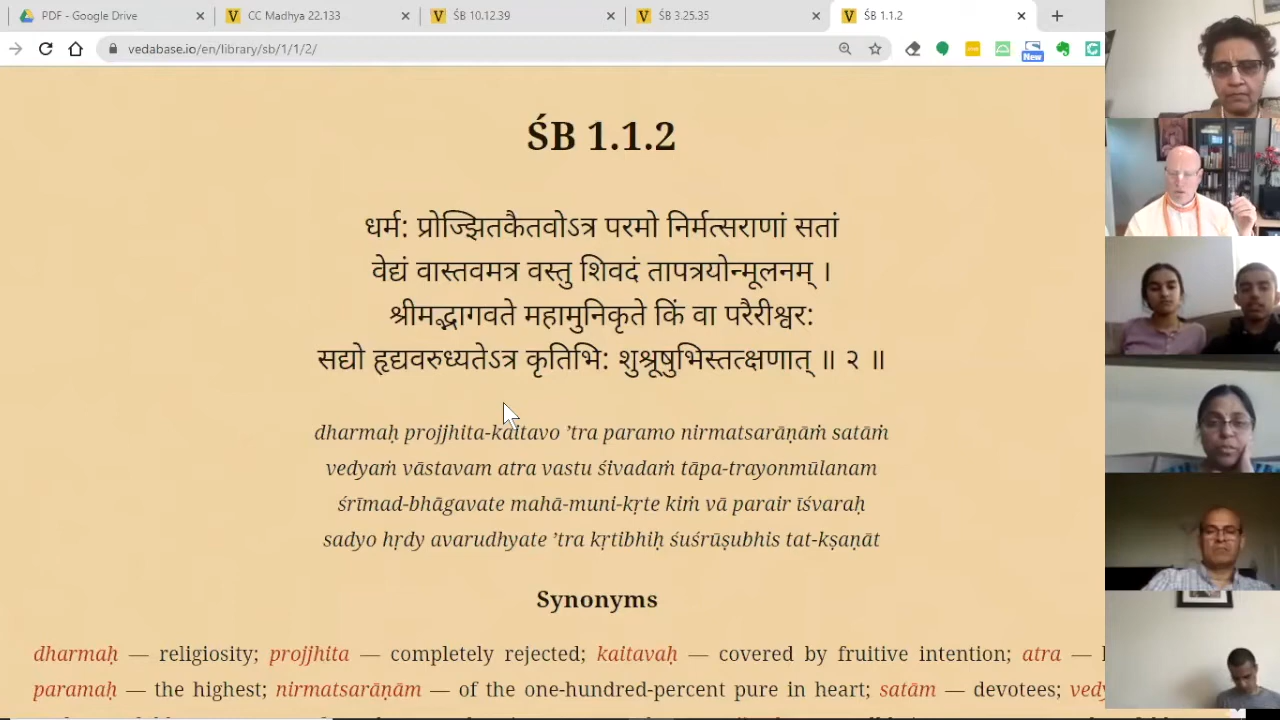 PDF - Google Drive
CC Madhya 22.133
ŚB 10.12.39
ŚB 3.25.35
ŚB 1.1.2
vedabase.io/en/library/sb/1/1/2/
New
ŚB 1.1.2
धर्म: प्रोज्झितकैतवोऽत्र परमो निर्मत्सराणां सतां
वेद्यं वास्तवमत्र वस्तु शिवदं तापत्रयोन्मूलनम् ।
श्रीमद्भागवते महामुनिकृते किं वा परैरीश्वर:
सद्यो हृद्यवरुध्यतेऽत्र कृतिभि: शुश्रूषुभिस्तत्क्षणात् ॥ २ ॥
dharmaḥ projjhita-kaitavo ’tra paramo nirmatsarāṇāṁ satāṁ
vedyaṁ vāstavam atra vastu śivadaṁ tāpa-trayonmūlanam
śrīmad-bhāgavate mahā-muni-kṛte kiṁ vā parair īśvaraḥ
sadyo hṛdy avarudhyate ’tra kṛtibhiḥ śuśrūṣubhis tat-kṣaṇāt
Synonyms
dharmaḥ — religiosity; projjhita — completely rejected; kaitavaḥ — covered by fruitive intention; atra —
paramaḥ — the highest; nirmatsarāṇām — of the one-hundred-percent pure in heart; satām — devotees;